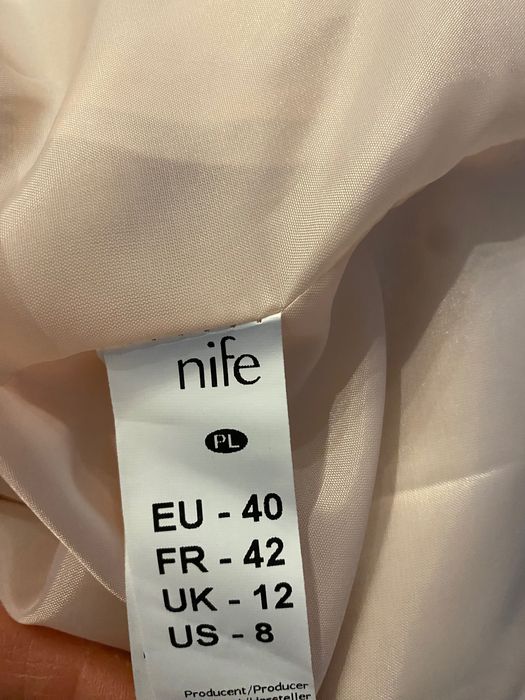 nife
PL
EU - 40
FR - 42
UK - 12
US - 8
Producent/Producer